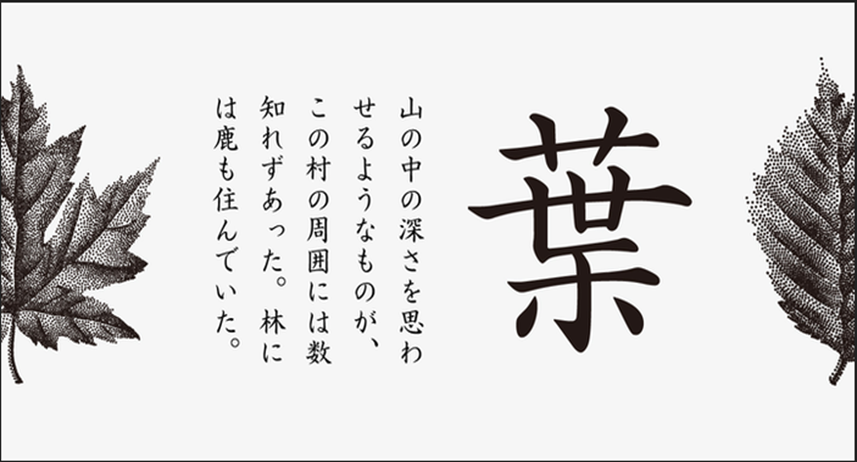 葉
山の中の深さを思わ
せるようなものが、
この村の周囲には数
知れずあった。林に
は鹿も住んでいた。